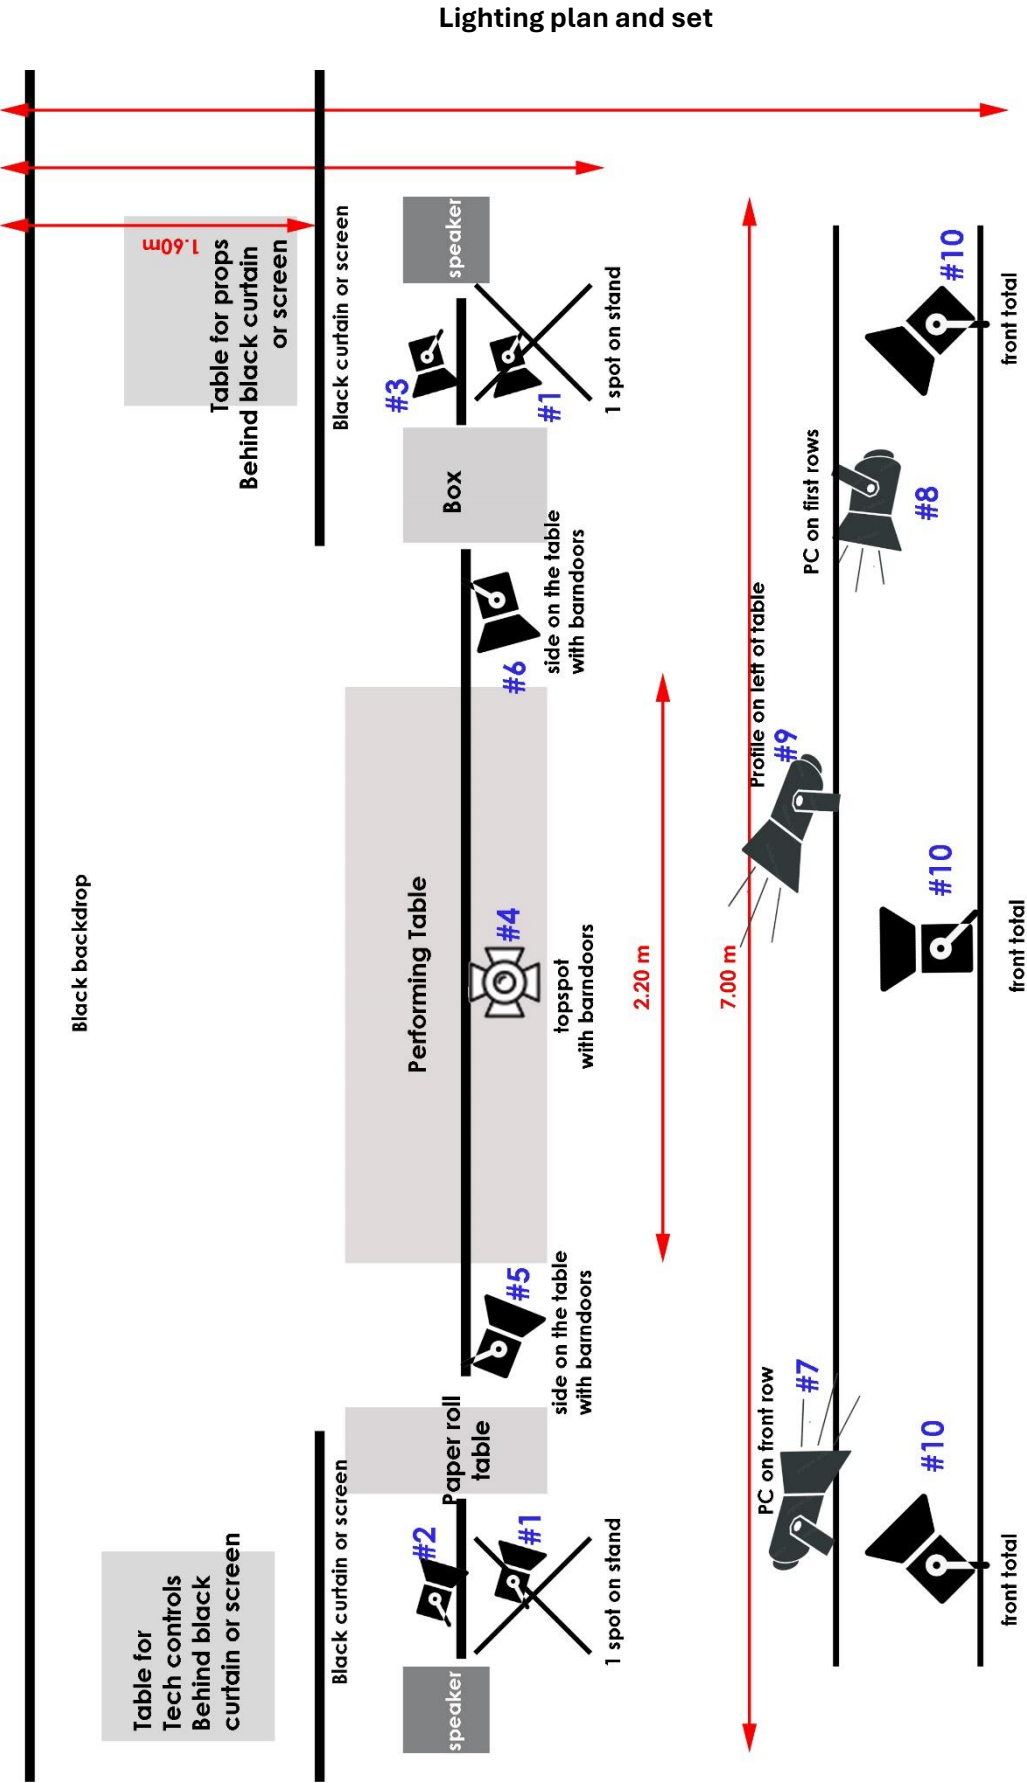 Lighting plan and set
Black backdrop
Table for
Tech controls
Behind black
curtain or screen
1.60m
Table for props
Behind black curtain
or screen
Black curtain or screen
Black curtain or screen
speaker
#2
#1
1 spot on stand
Paper roll
table
#5
side on the table
with barndoors
Performing Table
#4
topspot
with barndoors
#6
side on the table
with barndoors
Box
#3
#1
1 spot on stand
speaker
2.20 m
7.00 m
PC on front row
#7
Profile on left of table
#9
PC on first rows
#8
#10
front total
#10
front total
#10
front total